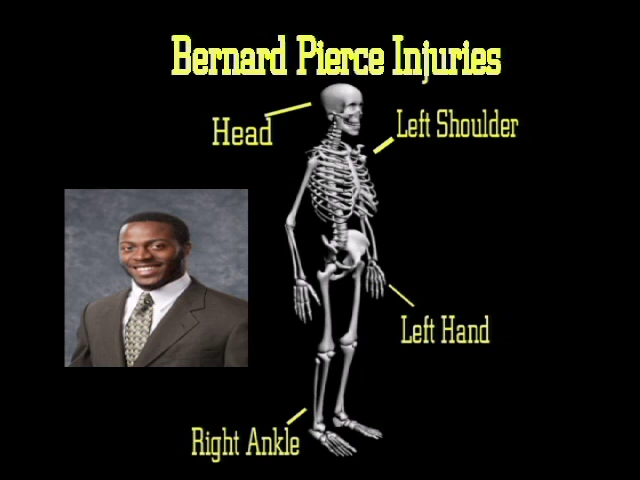 Bernard Pierce Injuries
Head
Left Shoulder
Left Hand
Right Ankle